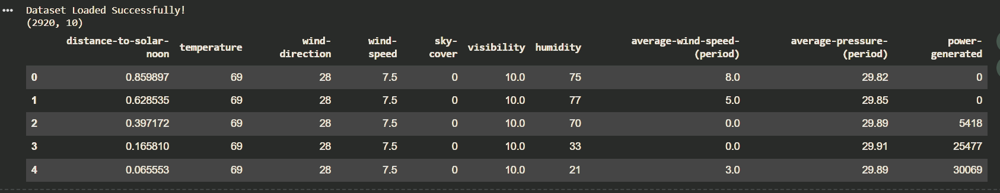 Dataset Loaded Successfully!
(2920, 10)
distance-to-solar-noon temperature wind-direction wind-speed sky-cover visibility humidity average-wind-speed-(period) average-pressure-(period) power-generated
0 0.859897 69 28 7.5 0 10.0 75 8.0 29.82 0
1 0.628535 69 28 7.5 0 10.0 77 5.0 29.85 0
2 0.397172 69 28 7.5 0 10.0 70 0.0 29.89 5418
3 0.165810 69 28 7.5 0 10.0 33 0.0 29.91 25477
4 0.065553 69 28 7.5 0 10.0 21 3.0 29.89 30069